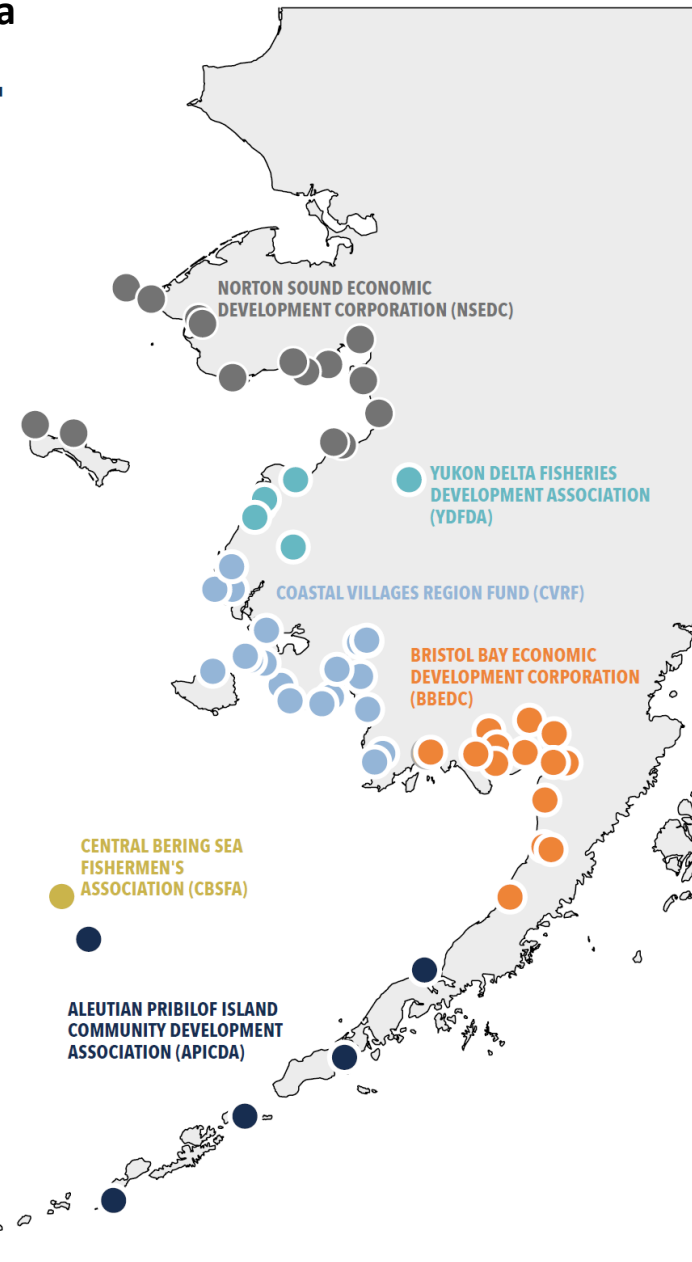 a
NORTON SOUND ECONOMIC
DEVELOPMENT CORPORATION (NSEDC)
YUKON DELTA FISHERIES
DEVELOPMENT ASSOCIATION
(YDFDA)
COASTAL VILLAGES REGION FUND (CVRF)
BRISTOL BAY ECONOMIC
DEVELOPMENT CORPORATION
(BBEDC)
CENTRAL BERING SEA
FISHERMEN'S
ASSOCIATION (CBSFA)
ALEUTIAN PRIBILOF ISLAND
COMMUNITY DEVELOPMENT
ASSOCIATION (APICDA)